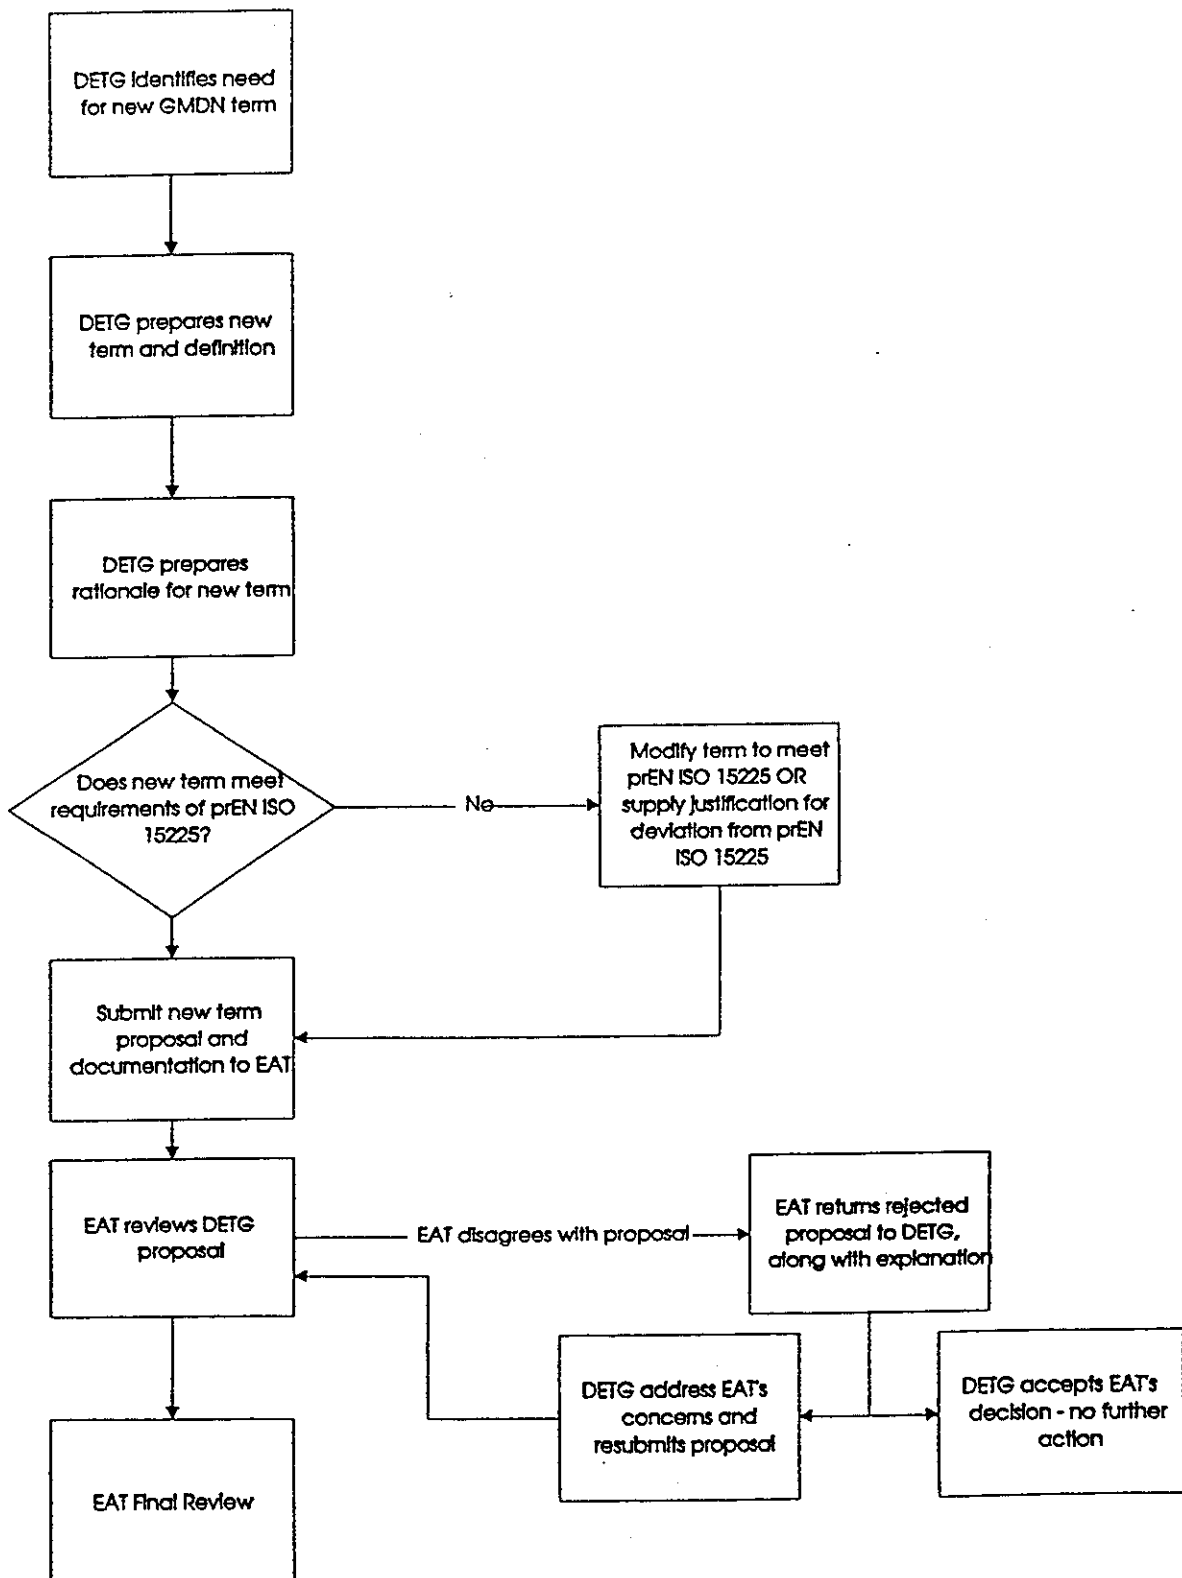 DETG identifies need
for new GMDN term
DETG prepares new
term and definition
DETG prepares
rationale for new term
Does new term meet
requirements of prEN ISO
15225?
No
Modify term to meet
prEN ISO 15225 OR
supply justification for
deviation from prEN
ISO 15225
Submit new term
proposal and
documentation to EAT
EAT reviews DETG
proposal
EAT disagrees with proposal
EAT returns rejected
proposal to DETG,
along with explanation
DETG address EAT's
concerns and
resubmits proposal
DETG accepts EAT's
decision - no further
action
EAT Final Review